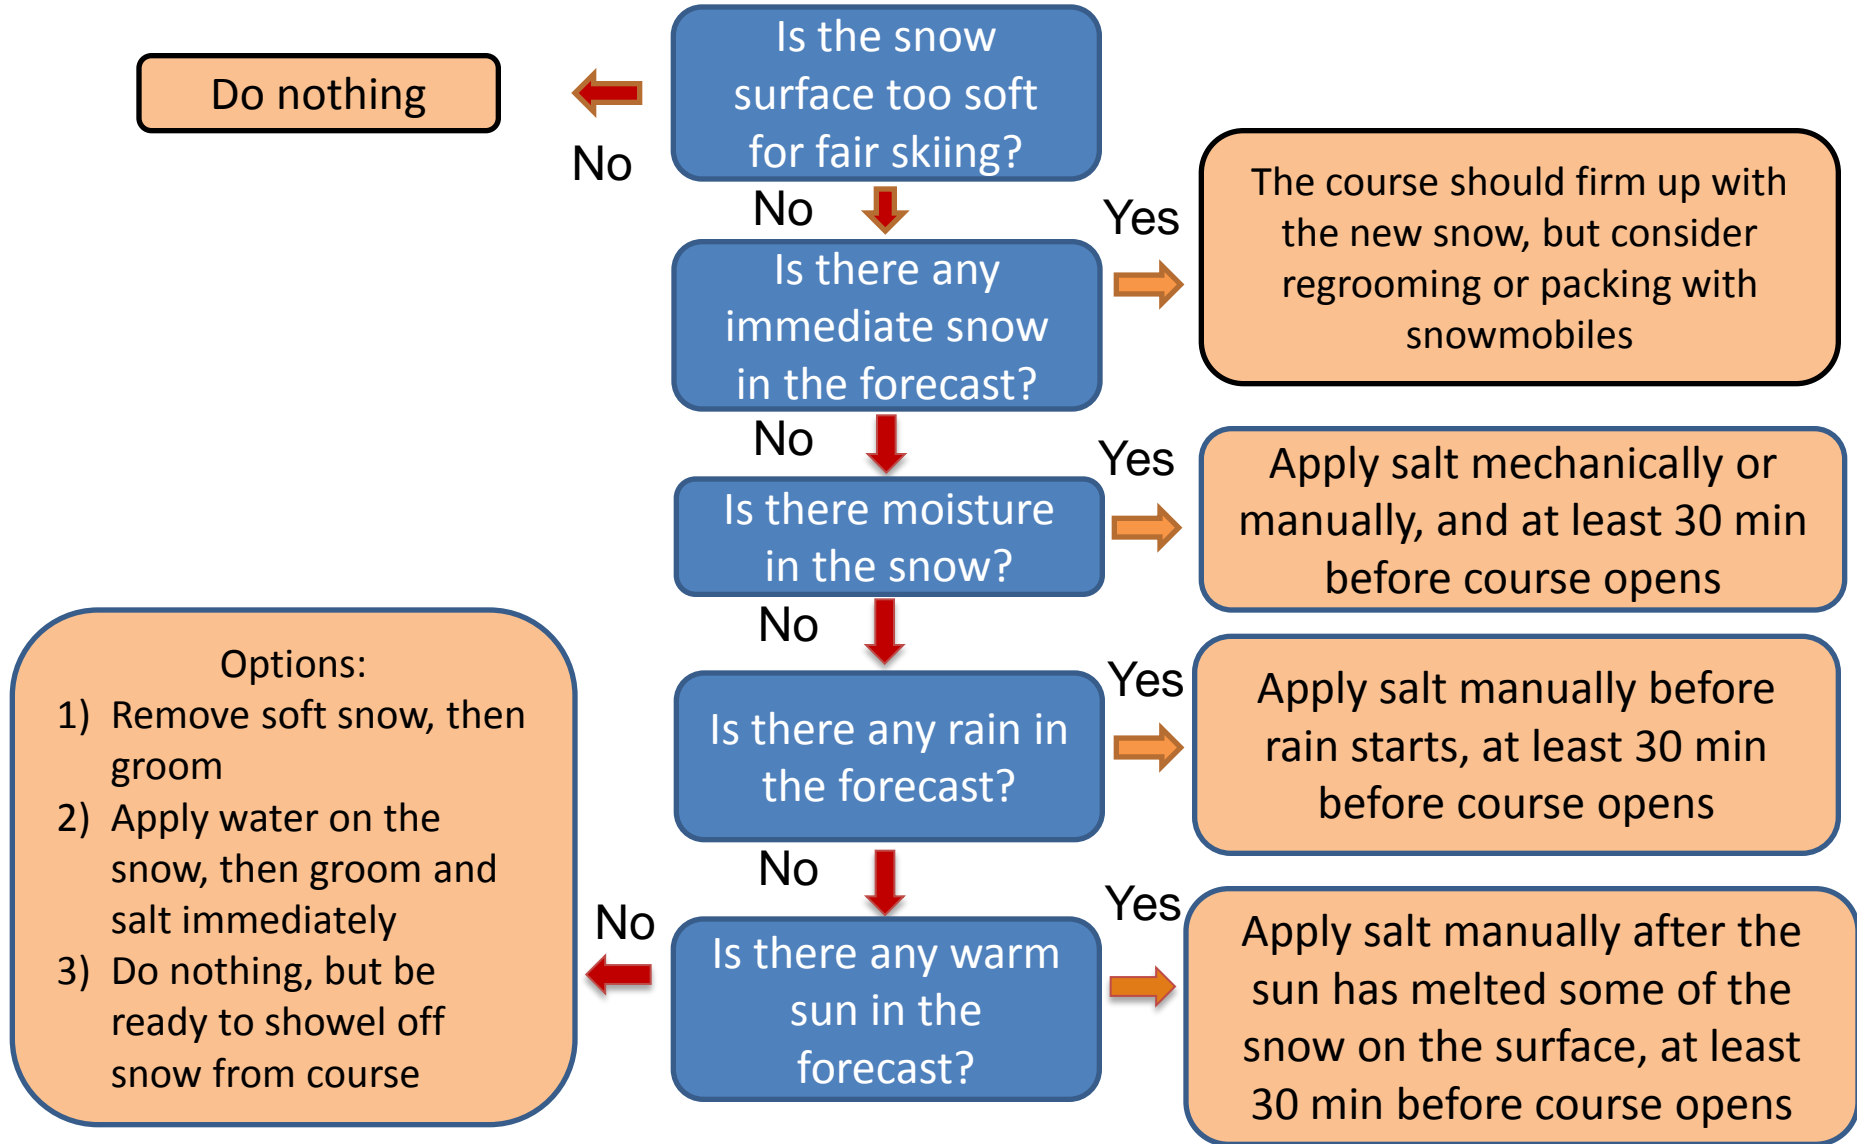 Is the snow
surface too soft
for fair skiing?
Do nothing
No
No
Yes
The course should firm up with
the new snow, but consider
regrooming or packing with
snowmobiles
Is there any
immediate snow
in the forecast?
No
Yes
Apply salt mechanically or
manually, and at least 30 min
before course opens
Is there moisture
in the snow?
No
Yes
Apply salt manually before
rain starts, at least 30 min
before course opens
Is there any rain in
the forecast?
No
Yes
Apply salt manually after the
sun has melted some of the
snow on the surface, at least
30 min before course opens
Is there any warm
sun in the
forecast?
No
Options:
1) Remove soft snow, then
groom
2) Apply water on the
snow, then groom and
salt immediately
3) Do nothing, but be
ready to showel off
snow from course